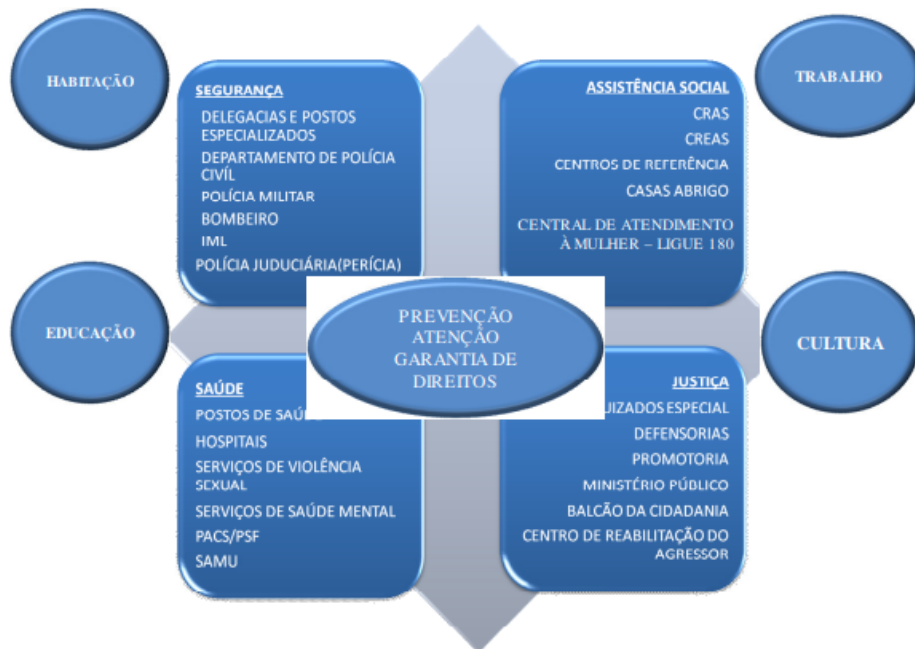 HABITAÇÃO
TRABALHO
SEGURANÇA
DELEGACIAS E POSTOS
ESPECIALIZADOS
DEPARTAMENTO DE POLÍCIA
CIVÍL
POLÍCIA MILITAR
BOMBEIRO
IML
POLÍCIA JUDUCIÁRIA(PERÍCIA)
ASSISTÊNCIA SOCIAL
CRAS
CREAS
CENTROS DE REFERÊNCIA
CASAS ABRIGO
CENTRAL DE ATENDIMENTO
À MULHER – LIGUE 180
EDUCAÇÃO
PREVENÇÃO
ATENÇÃO
GARANTIA DE
DIREITOS
CULTURA
SAÚDE
POSTOS DE SAÚDE
HOSPITAIS
SERVIÇOS DE VIOLÊNCIA
SEXUAL
SERVIÇOS DE SAÚDE MENTAL
PACS/PSF
SAMU
JUSTIÇA
UIZADOS ESPECIAL
DEFENSORIAS
PROMOTORIA
MINISTÉRIO PÚBLICO
BALCÃO DA CIDADANIA
CENTRO DE REABILITAÇÃO DO
AGRESSOR